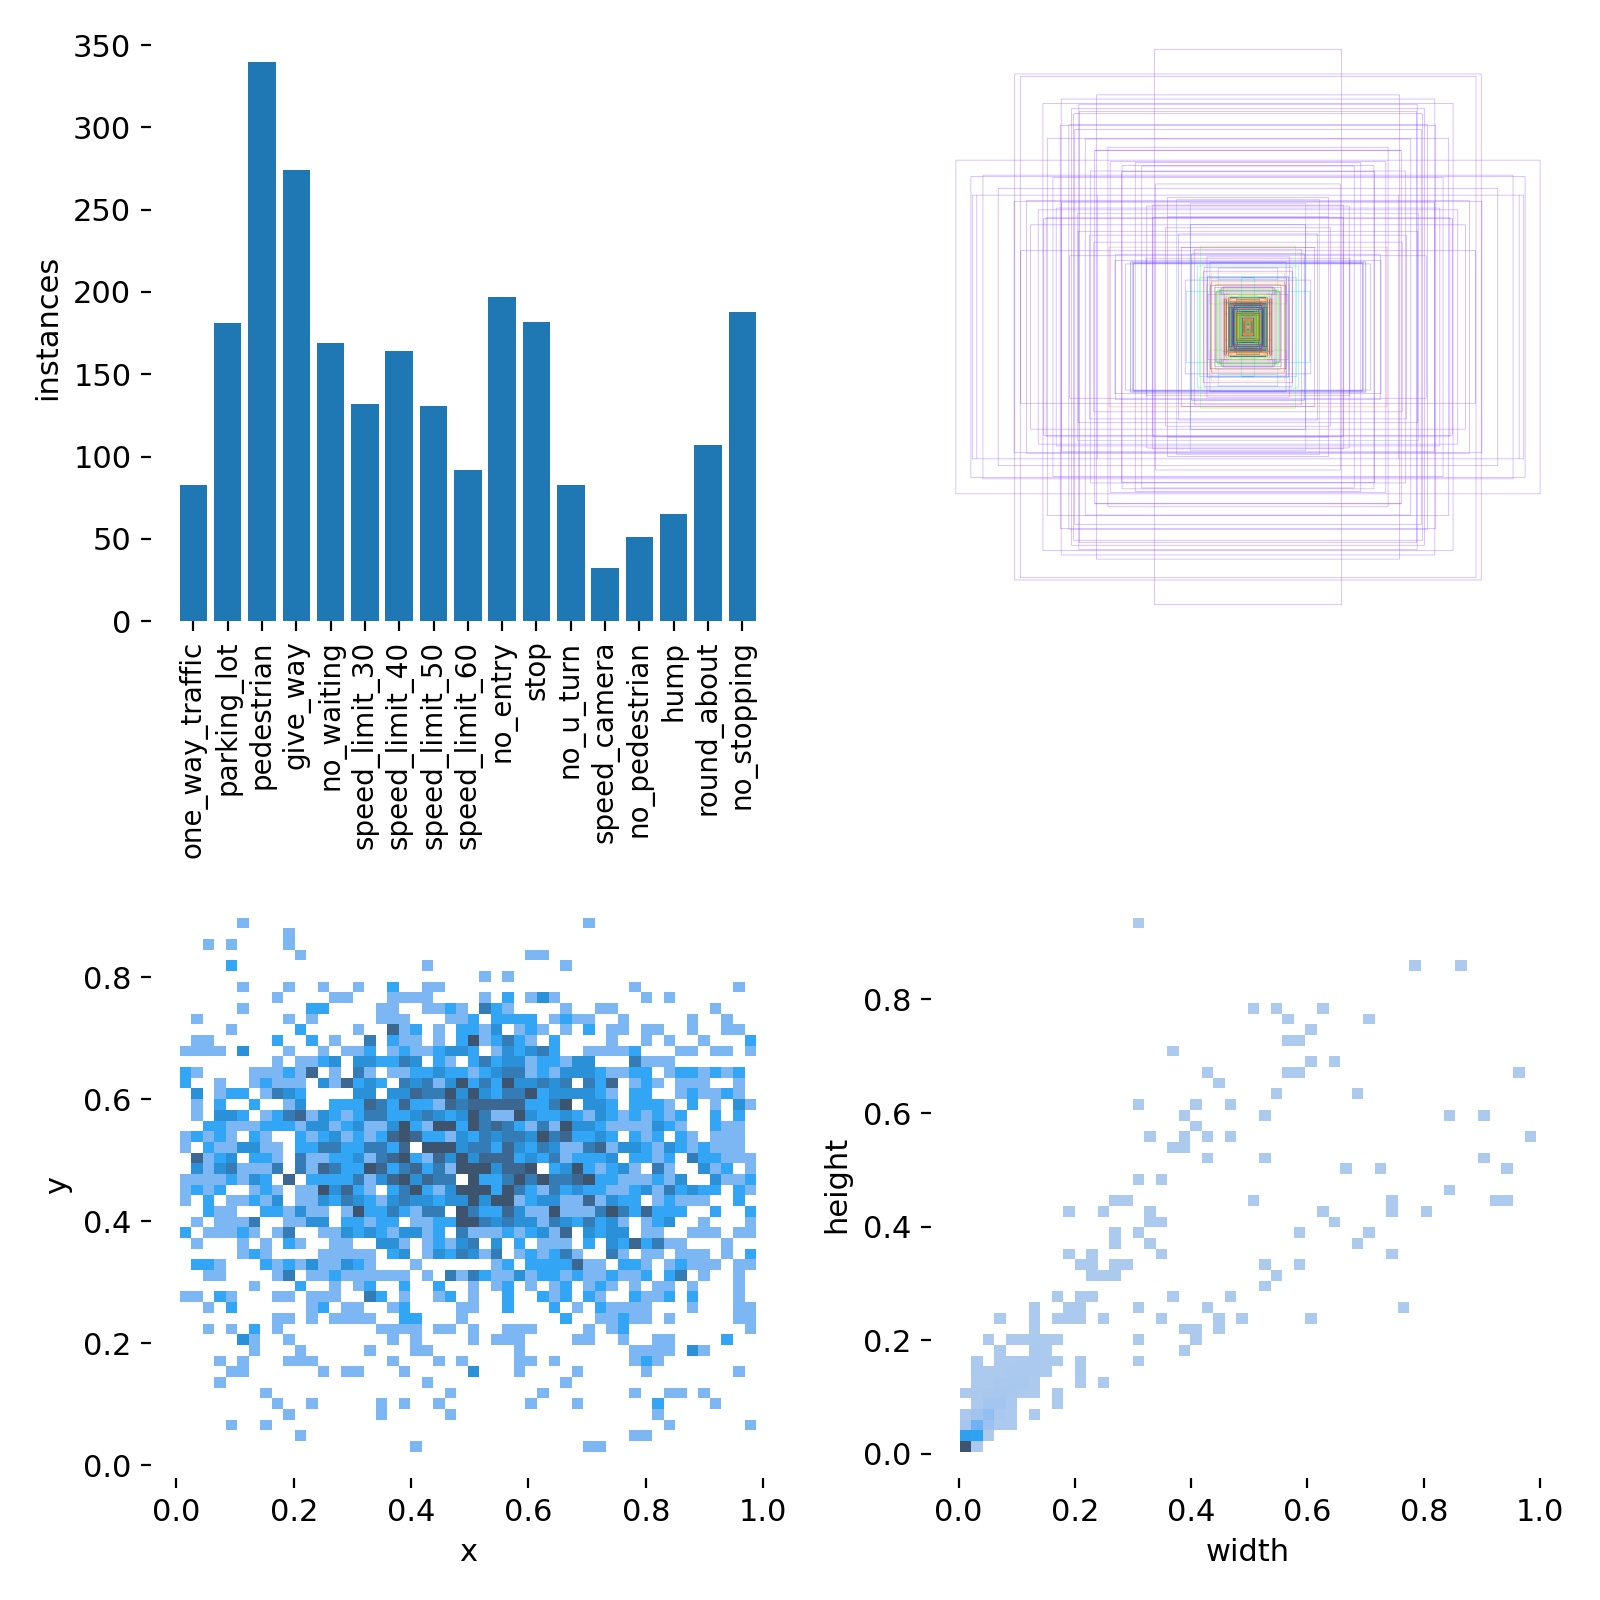 350
300
250
200
150
100
50
0
instances
one_way_traffic
parking_lot
pedestrian
give_way
no_waiting
speed_limit_30
speed_limit_40
speed_limit_50
speed_limit_60
no_entry
stop
no_u_turn
speed_camera
no_pedestrian
hump
round_about
no_stopping
0.8
0.6
0.4
0.2
0.0
y
0.0 0.2 0.4 0.6 0.8 1.0
x
0.8
0.6
0.4
0.2
0.0
height
0.0 0.2 0.4 0.6 0.8 1.0
width